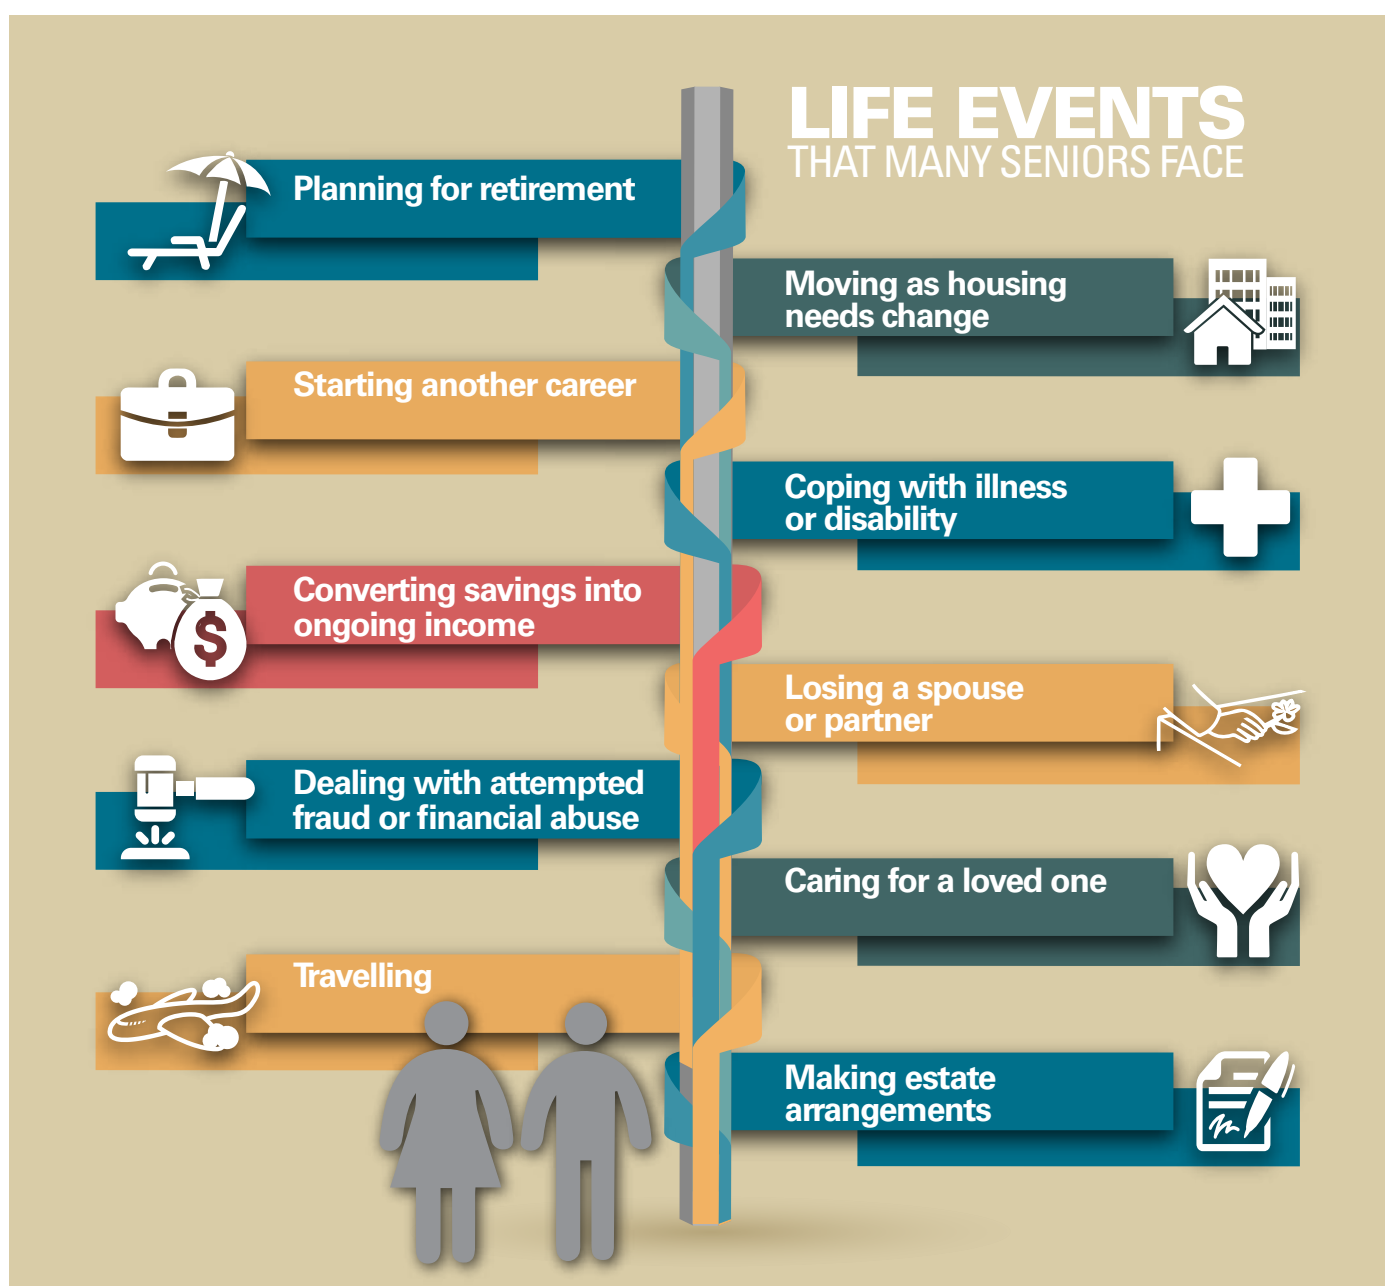 LIFE EVENTS
THAT MANY SENIORS FACE
Planning for retirement
Moving as housing
needs change
Starting another career
Coping with illness
or disability
Converting savings into
ongoing income
$
Losing a spouse
or partner
Dealing with attempted
fraud or financial abuse
Caring for a loved one
Travelling
Making estate
arrangements